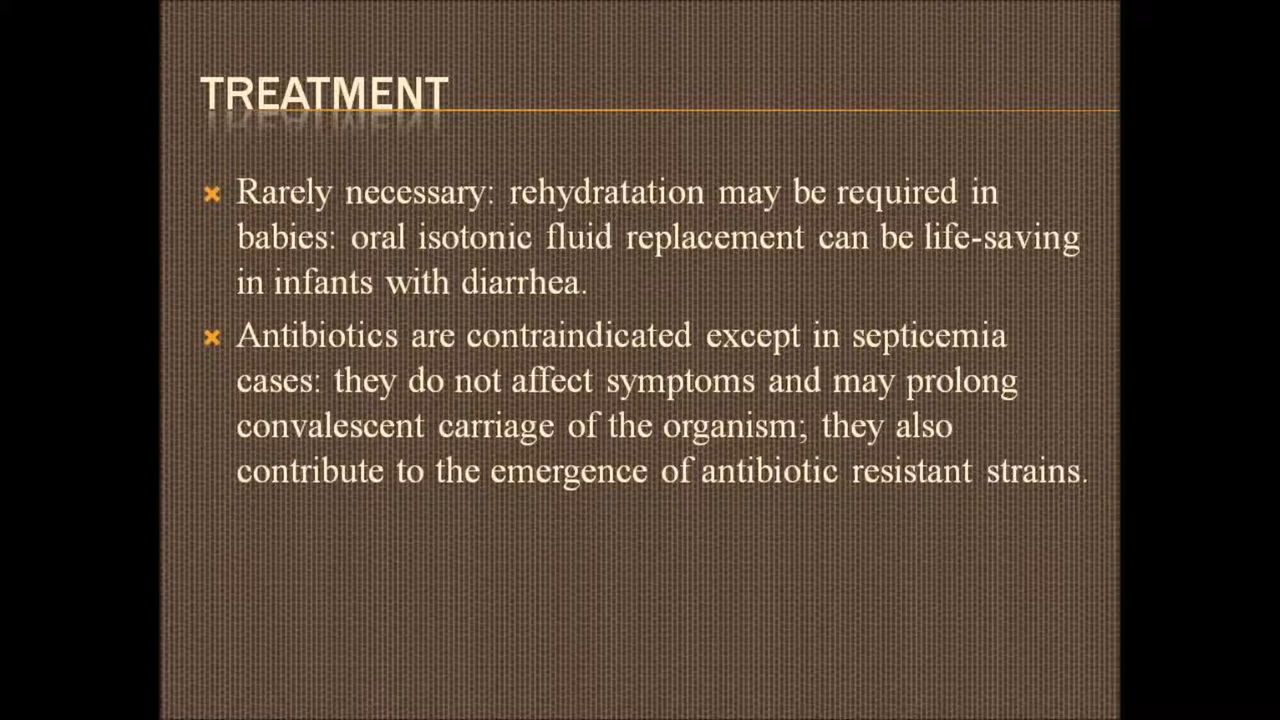 TREATMENT
Rarely necessary: rehydratation may be required in
babies: oral isotonic fluid replacement can be life-saving
in infants with diarrhea.
Antibiotics are contraindicated except in septicemia
cases: they do not affect symptoms and may prolong
convalescent carriage of the organism; they also
contribute to the emergence of antibiotic resistant strains.